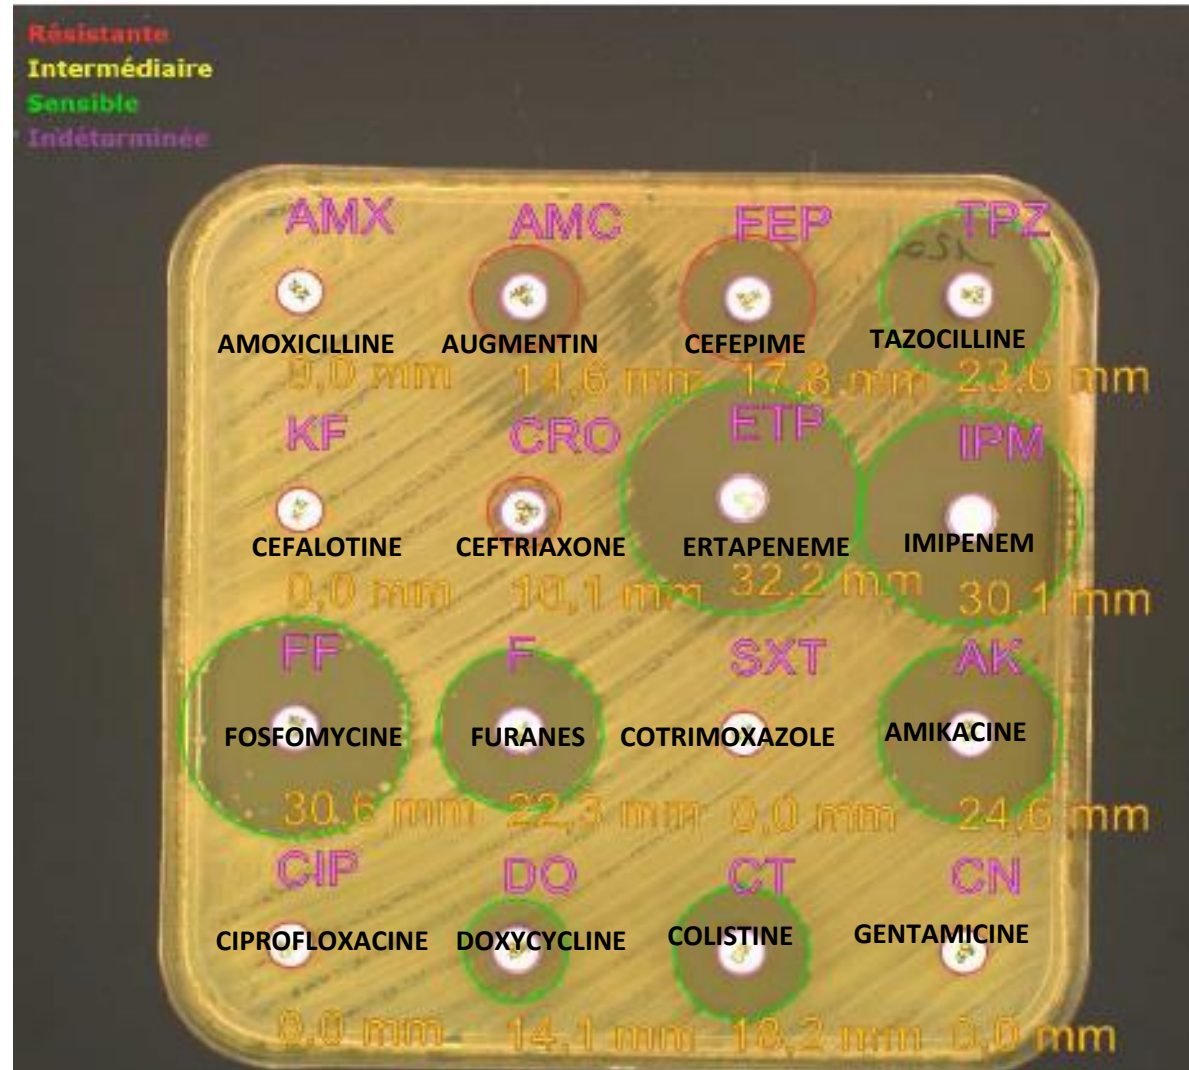 Résistante
Intermédiaire
Sensible
Indéterminée
AMX AMC FEP TPZ
AMOXICILLINE AUGMENTIN CEFEPIME TAZOCILLINE
0,0 mm 14,6 mm 17,8 mm 23,6 mm
KF CRO ETP IPM
CEFALOTINE CEFTRIAXONE ERTAPENEME IMIPENEM
0,0 mm 10,1 mm 32,2 mm 30,1 mm
FF F SXT AK
FOSFOMYCINE FURANES COTRIMOXAZOLE AMIKACINE
30,6 mm 22,3 mm 0,0 mm 24,6 mm
CIP DO CT CN
CIPROFLOXACINE DOXYCYCLINE COLISTINE GENTAMICINE
0,0 mm 14,1 mm 18,2 mm 0,0 mm